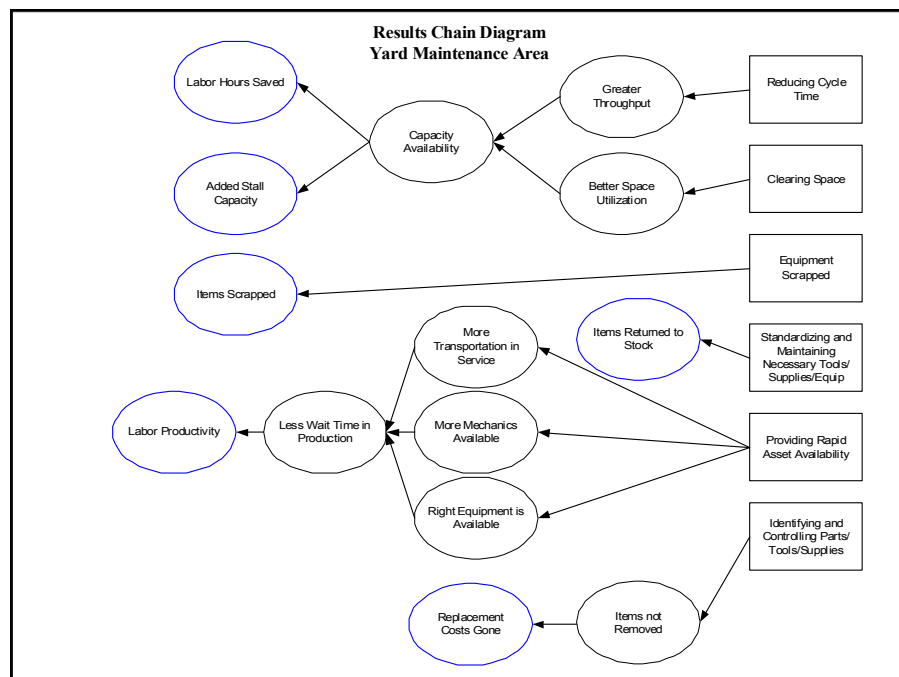 Results Chain Diagram
Yard Maintenance Area
Labor Hours Saved
Greater
Throughput
Reducing Cycle
Time
Capacity
Availability
Added Stall
Capacity
Better Space
Utilization
Clearing Space
Items Scrapped
Equipment
Scrapped
More
Transportation in
Service
Items Returned to
Stock
Standardizing and
Maintaining
Necessary Tools/
Supplies/Equip
Labor Productivity
Less Wait Time in
Production
More Mechanics
Available
Providing Rapid
Asset Availability
Right Equipment is
Available
Identifying and
Controlling Parts/
Tools/Supplies
Replacement
Costs Gone
Items not
Removed